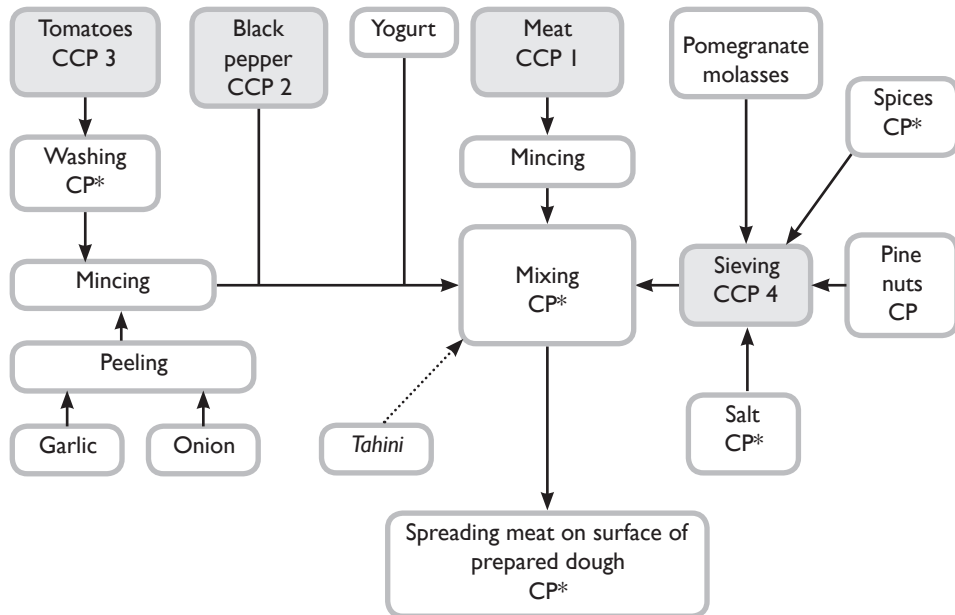 Tomatoes
CCP 3
Black
pepper
CCP 2
Yogurt
Meat
CCP 1
Pomegranate
molasses
Spices
CP*
Washing
CP*
Mincing
Mincing
Mixing
CP*
Sieving
CCP 4
Pine
nuts
CP
Peeling
Garlic
Onion
Tahini
Salt
CP*
Spreading meat on surface of
prepared dough
CP*